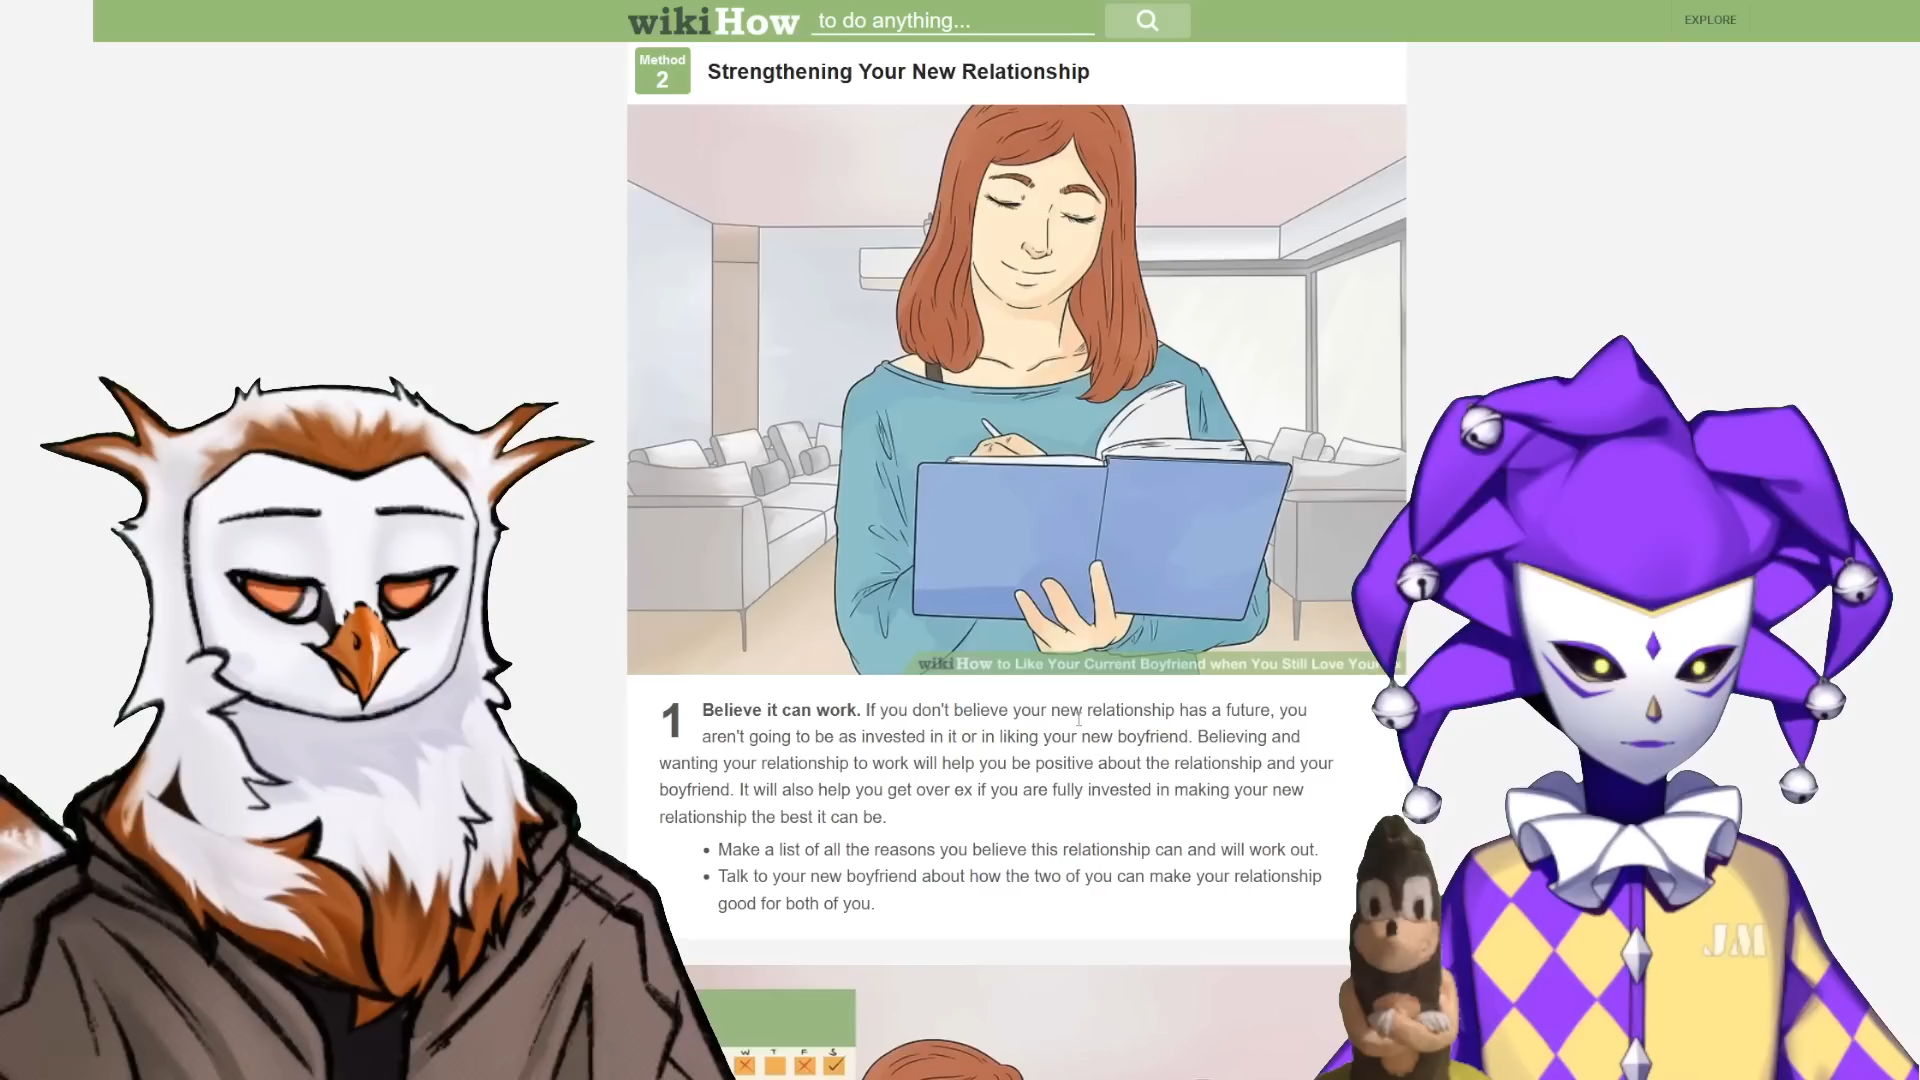 wikiHow to do anything... EXPLORE
Method
2
Strengthening Your New Relationship
wikiHow to Like Your Current Boyfriend when You Still Love You
1 Believe it can work. If you don't believe your new relationship has a future, you
aren't going to be as invested in it or in liking your new boyfriend. Believing and
wanting your relationship to work will help you be positive about the relationship and your
boyfriend. It will also help you get over ex if you are fully invested in making your new
relationship the best it can be.
• Make a list of all the reasons you believe this relationship can and will work out.
• Talk to your new boyfriend about how the two of you can make your relationship
good for both of you.
JM
W T F S